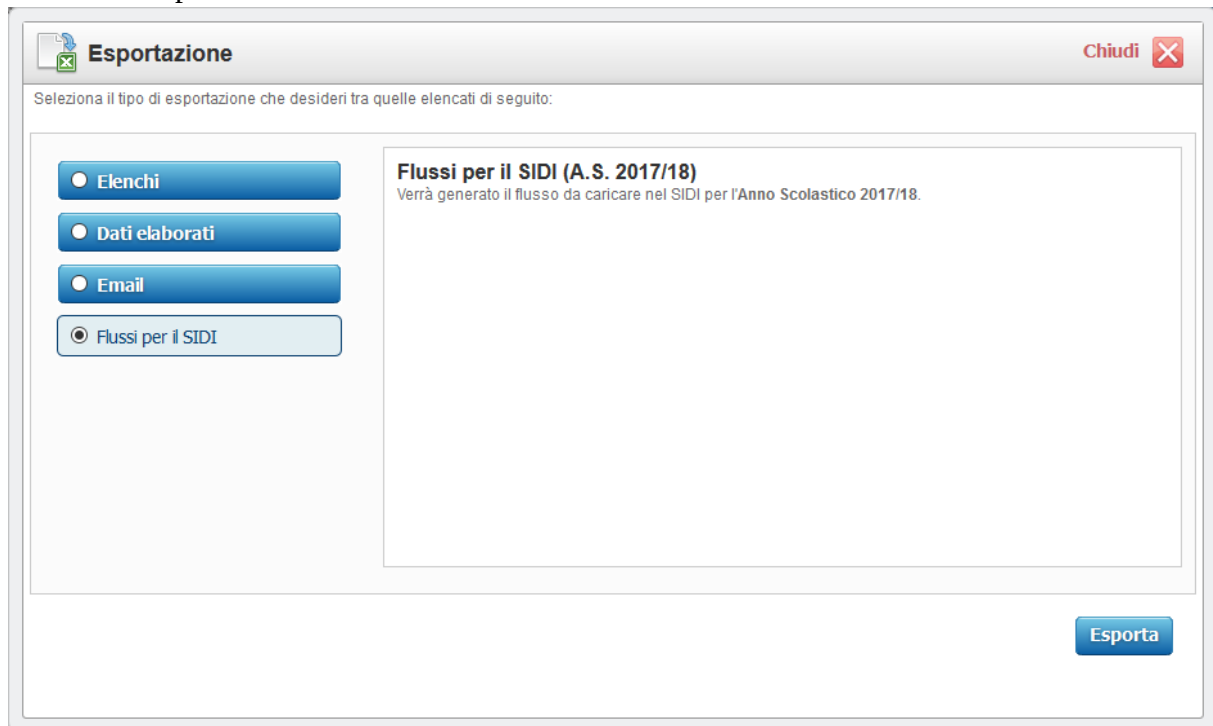 Esportazione
Chiudi
Seleziona il tipo di esportazione che desideri tra quelle elencati di seguito:
Elenchi
Dati elaborati
Email
Flussi per il SIDI
Flussi per il SIDI (A.S. 2017/18)
Verrà generato il flusso da caricare nel SIDI per l'Anno Scolastico 2017/18.
Esporta